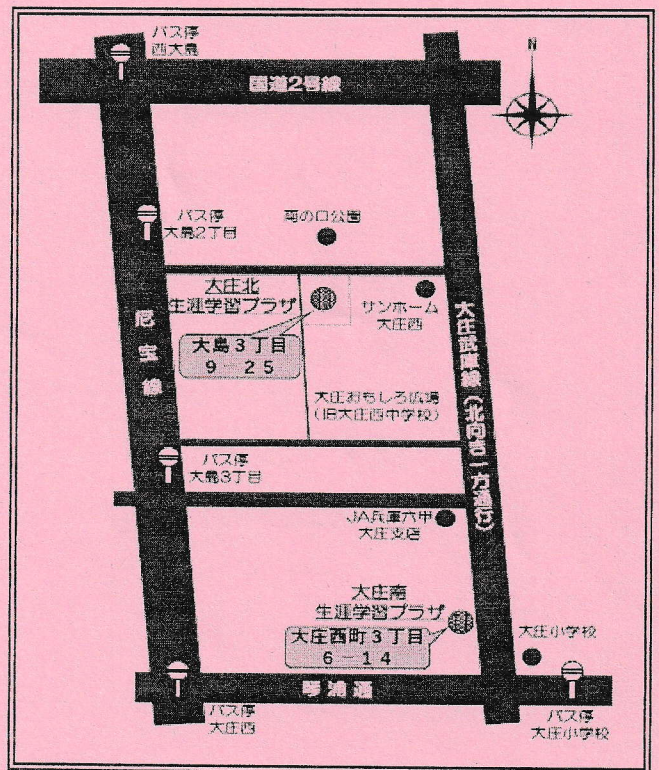 バス停
西大島
N
国道2号線
バス停
大島2丁目
南の口公園
大庄北
生涯学習プラザ
サンホーム
大庄西
大島3丁目
9－25
尼宝線
大庄武庫線(北向き一方通行)
大庄おもしろ広場
(旧大庄西中学校)
バス停
大島3丁目
JA兵庫六甲
大庄支店
大庄南
生涯学習プラザ
大庄西町3丁目
6－14
大庄小学校
琴浦通
バス停
大庄西
バス停
大庄小学校